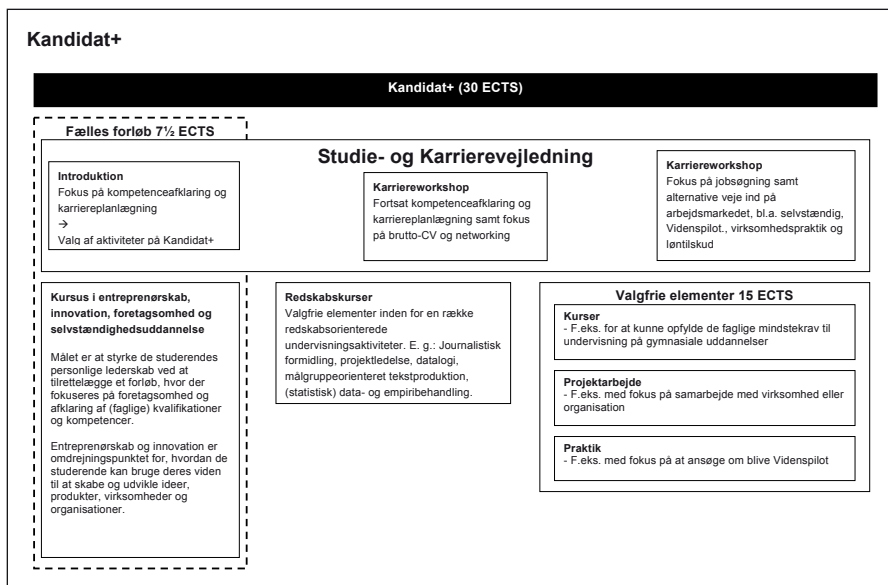 Kandidat+
Kandidat+ (30 ECTS)
Fælles forløb 7½ ECTS
Studie- og Karrierevejledning
Introduktion
Fokus på kompetenceafklaring og
karriereplanlægning
→
Valg af aktiviteter på Kandidat+
Karriereworkshop
Fortsat kompetenceafklaring og
karriereplanlægning samt fokus
på brutto-CV og networking
Karriereworkshop
Fokus på jobsøgning samt
alternative veje ind på
arbejdsmarkedet, bl.a. selvstændig,
Videnspilot., virksomhedspraktik og
løntilskud
Kursus i entreprenørskab,
innovation, foretagsomhed og
selvstændighedsuddannelse
Målet er at styrke de studerendes
personlige lederskab ved at
tilrettelægge et forløb, hvor der
fokuseres på foretagsomhed og
afklaring af (faglige) kvalifikationer
og kompetencer.
Entreprenørskab og innovation er
omdrejningspunktet for, hvordan de
studerende kan bruge deres viden
til at skabe og udvikle ideer,
produkter, virksomheder og
organisationer.
Redskabskurser
Valgfrie elementer inden for en række
redskabsorienterede
undervisningsaktiviteter. E. g.: Journalistisk
formidling, projektledelse, datalogi,
målgruppeorienteret tekstproduktion,
(statistisk) data- og empiribehandling.
Valgfrie elementer 15 ECTS
Kurser
- F.eks. for at kunne opfylde de faglige mindstekrav til
undervisning på gymnasiale uddannelser
Projektarbejde
- F.eks. med fokus på samarbejde med virksomhed eller
organisation
Praktik
- F.eks. med fokus på at ansøge om blive Videnspilot